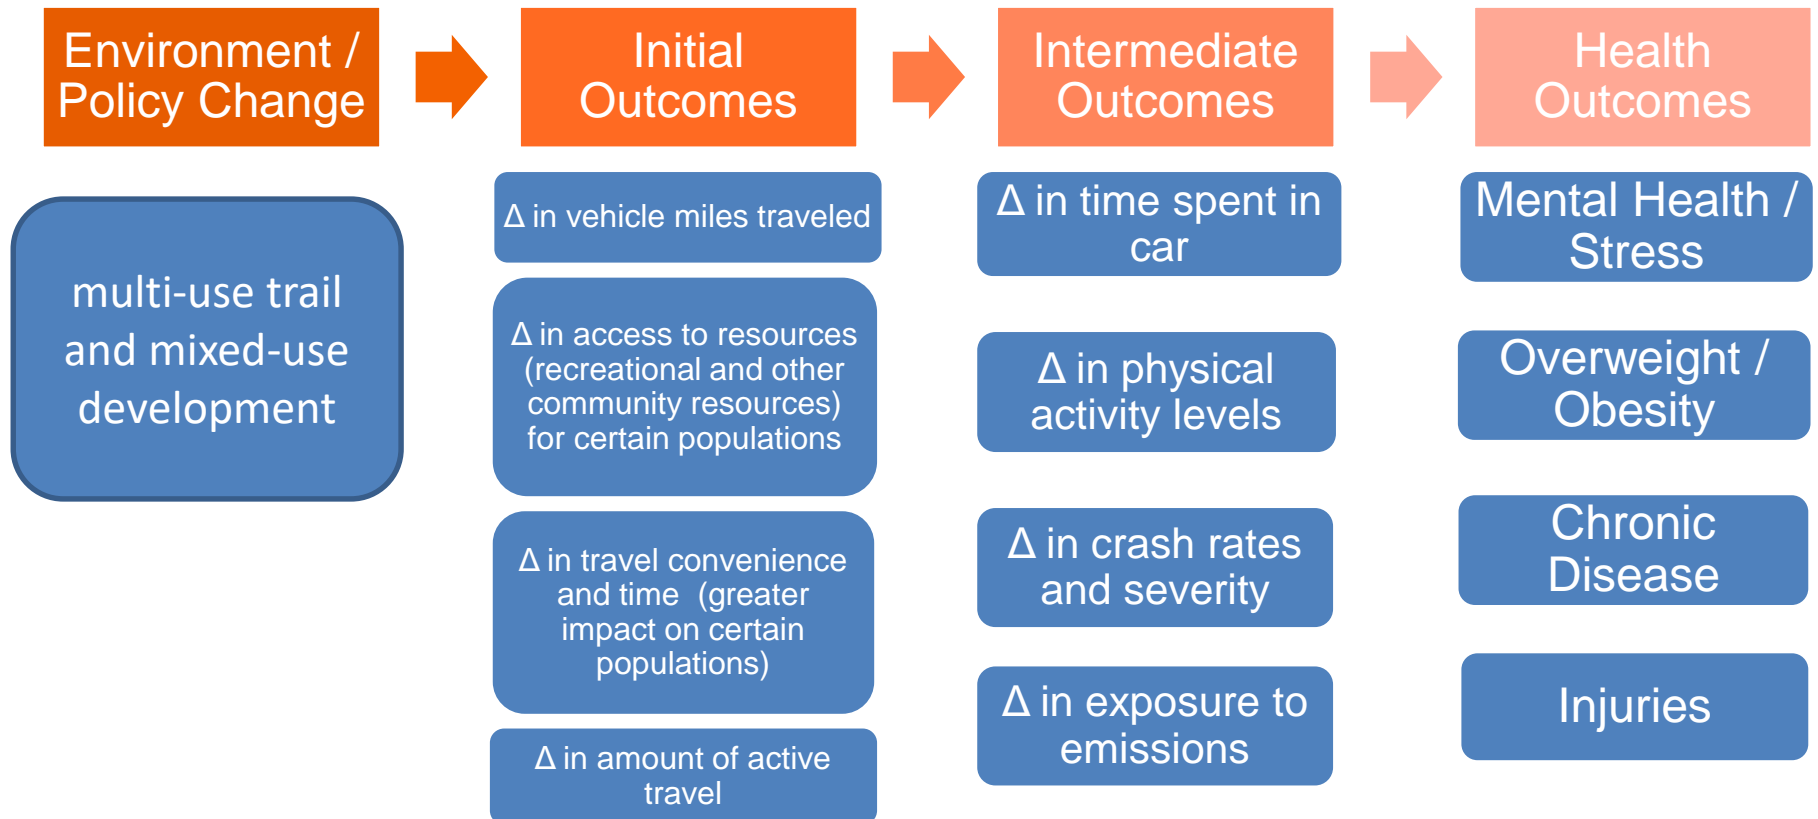 Environment /
Policy Change
Initial
Outcomes
Intermediate
Outcomes
Health
Outcomes
multi-use trail
and mixed-use
development
Δ in vehicle miles traveled
Δ in access to resources
(recreational and other
community resources)
for certain populations
Δ in travel convenience
and time  (greater
impact on certain
populations)
Δ in amount of active
travel
Δ in time spent in
car
Δ in physical
activity levels
Δ in crash rates
and severity
Δ in exposure to
emissions
Mental Health /
Stress
Overweight /
Obesity
Chronic
Disease
Injuries